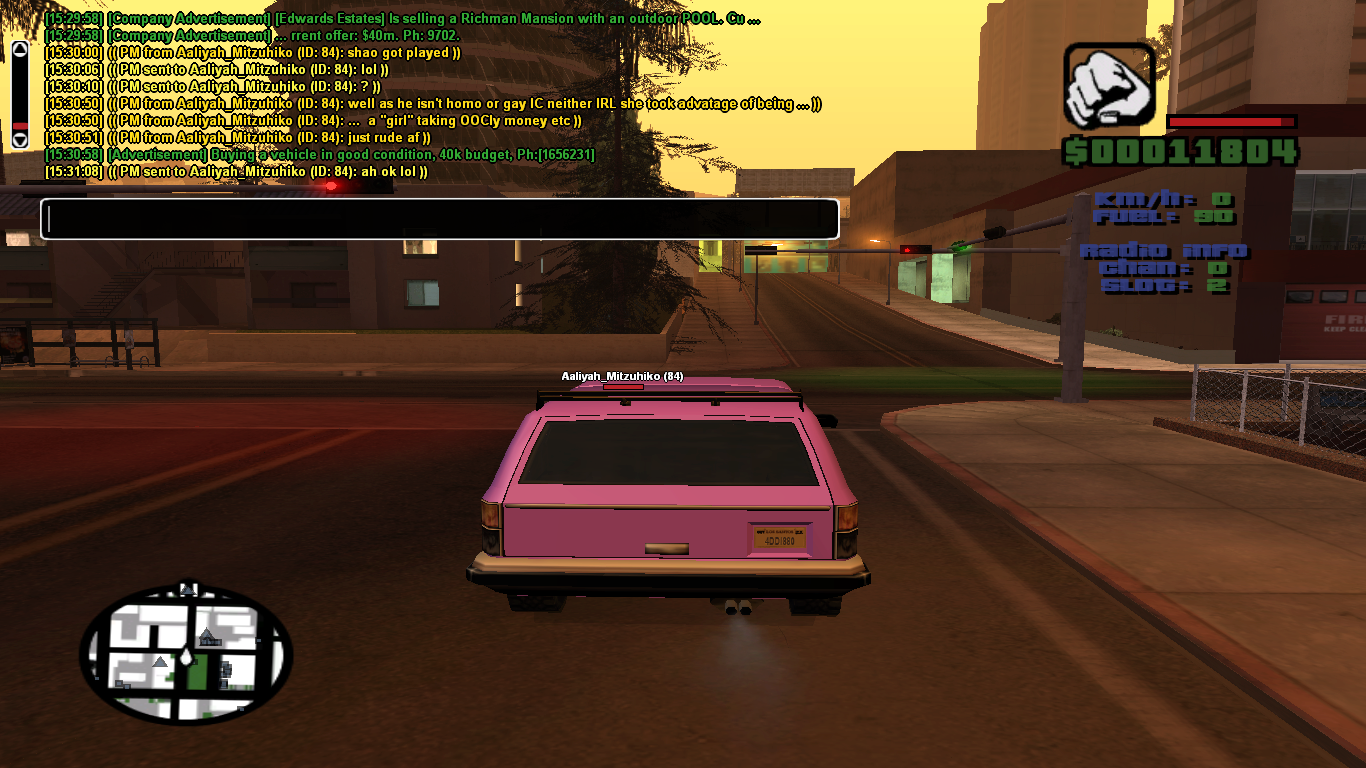 [15:29:58] [Company Advertisement] [Edwards Estates] Is selling a Richman Mansion with an outdoor POOL. Cu ...
[15:29:58] [Company Advertisement] ... rrent offer: $40m. Ph: 9702.
[15:30:00] (( PM from Aaliyah_Mitzuhiko (ID: 84): shao got played ))
[15:30:06] (( PM sent to Aaliyah_Mitzuhiko (ID: 84): lol ))
[15:30:10] (( PM sent to Aaliyah_Mitzuhiko (ID: 84): ? ))
[15:30:50] (( PM from Aaliyah_Mitzuhiko (ID: 84): well as he isn't homo or gay IC neither IRL she took advatage of being ... ))
[15:30:50] (( PM from Aaliyah_Mitzuhiko (ID: 84): ... a "girl" taking OOCly money etc ))
[15:30:51] (( PM from Aaliyah_Mitzuhiko (ID: 84): just rude af ))
[15:30:58] [Advertisement] Buying a vehicle in good condition, 40k budget, Ph:[1656231]
[15:31:08] (( PM sent to Aaliyah_Mitzuhiko (ID: 84): ah ok lol ))
$00011804
Km/h: 0
Fuel: 90
Radio Info
Chan: 0
Slot: 2
FIR
KEEP CLE
Aaliyah_Mitzuhiko (84)
4DD1880